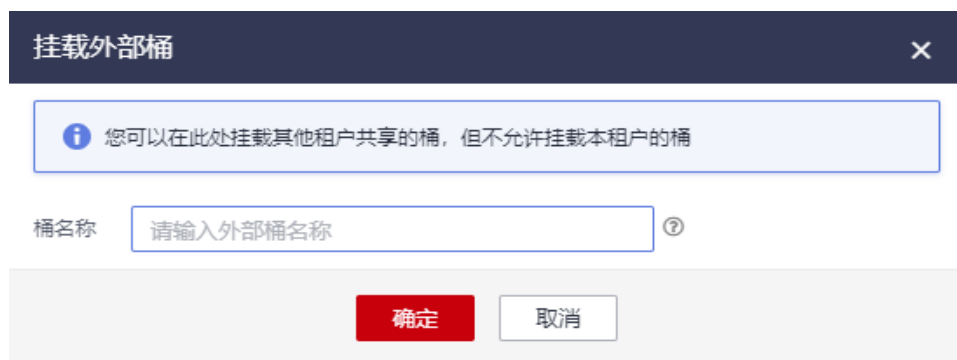 挂载外部桶
您可以在此处挂载其他租户共享的桶，但不允许挂载本租户的桶
桶名称 请输入外部桶名称
确定 取消